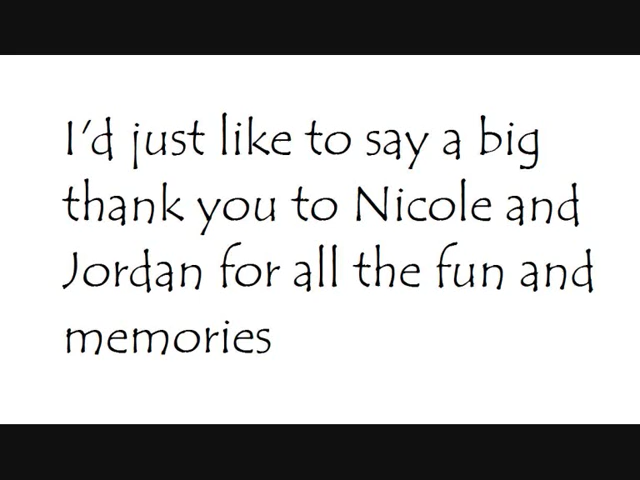 I'd just like to say a big
thank you to Nicole and
Jordan for all the fun and
memories